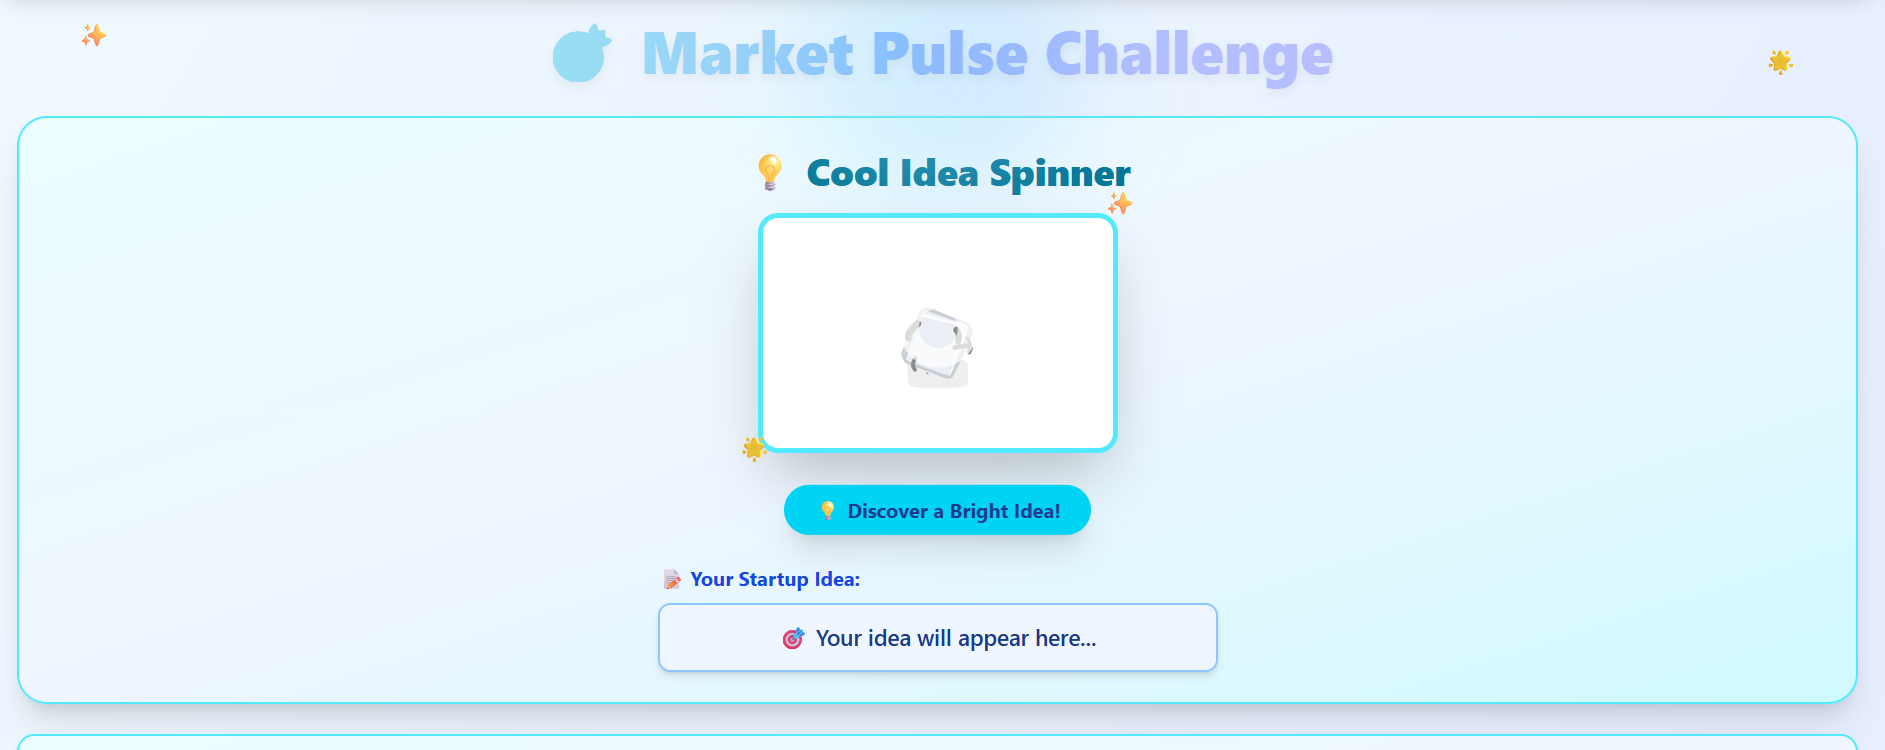 Market Pulse Challenge
Cool Idea Spinner
Discover a Bright Idea!
Your Startup Idea:
Your idea will appear here...